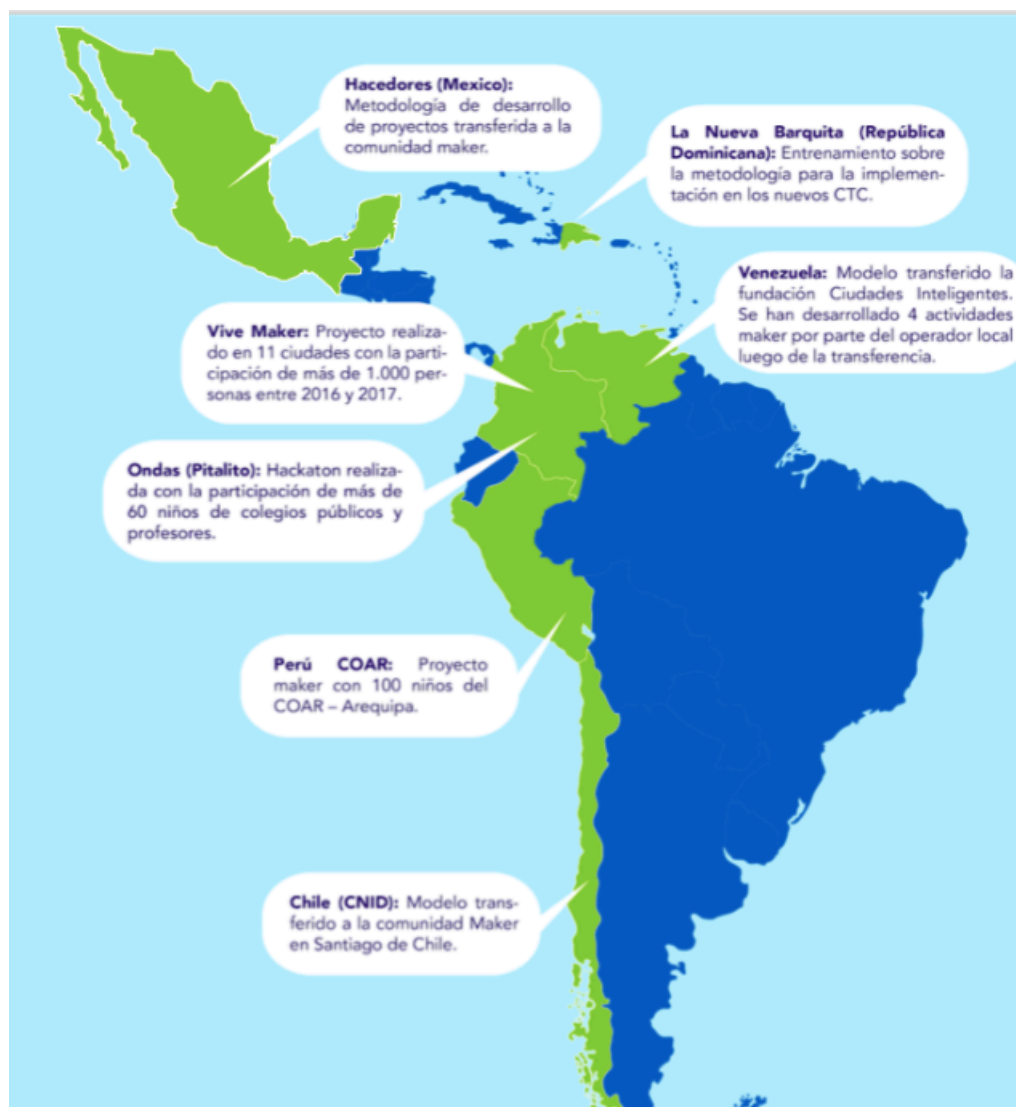 Hacedores (Mexico):
Metodología de desarrollo
de proyectos transferida a la
comunidad maker.
La Nueva Barquita (República
Dominicana): Entrenamiento sobre
la metodología para la implemen-
tación en los nuevos CTC.
Venezuela: Modelo transferido la
fundación Ciudades Inteligentes.
Se han desarrollado 4 actividades
maker por parte del operador local
luego de la transferencia.
Vive Maker: Proyecto realiza-
do en 11 ciudades con la parti-
cipación de más de 1.000 per-
sonas entre 2016 y 2017.
Ondas (Pitalito): Hackaton realiza-
da con la participación de más de
60 niños de colegios públicos y
profesores.
Perú COAR: Proyecto
maker con 100 niños del
COAR – Arequipa.
Chile (CNID): Modelo trans-
ferido a la comunidad Maker
en Santiago de Chile.